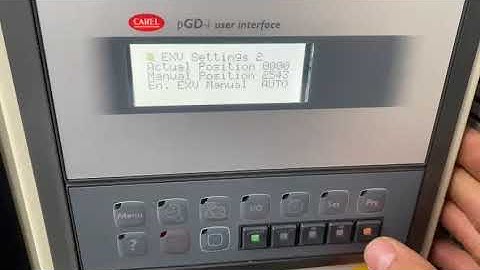 CAREL pGD-i user interface
EXV Settings 2
Actual Position 0000
Manual Position 2543
En. EXV Manual AUTO
Menu I/O Set Prg
?